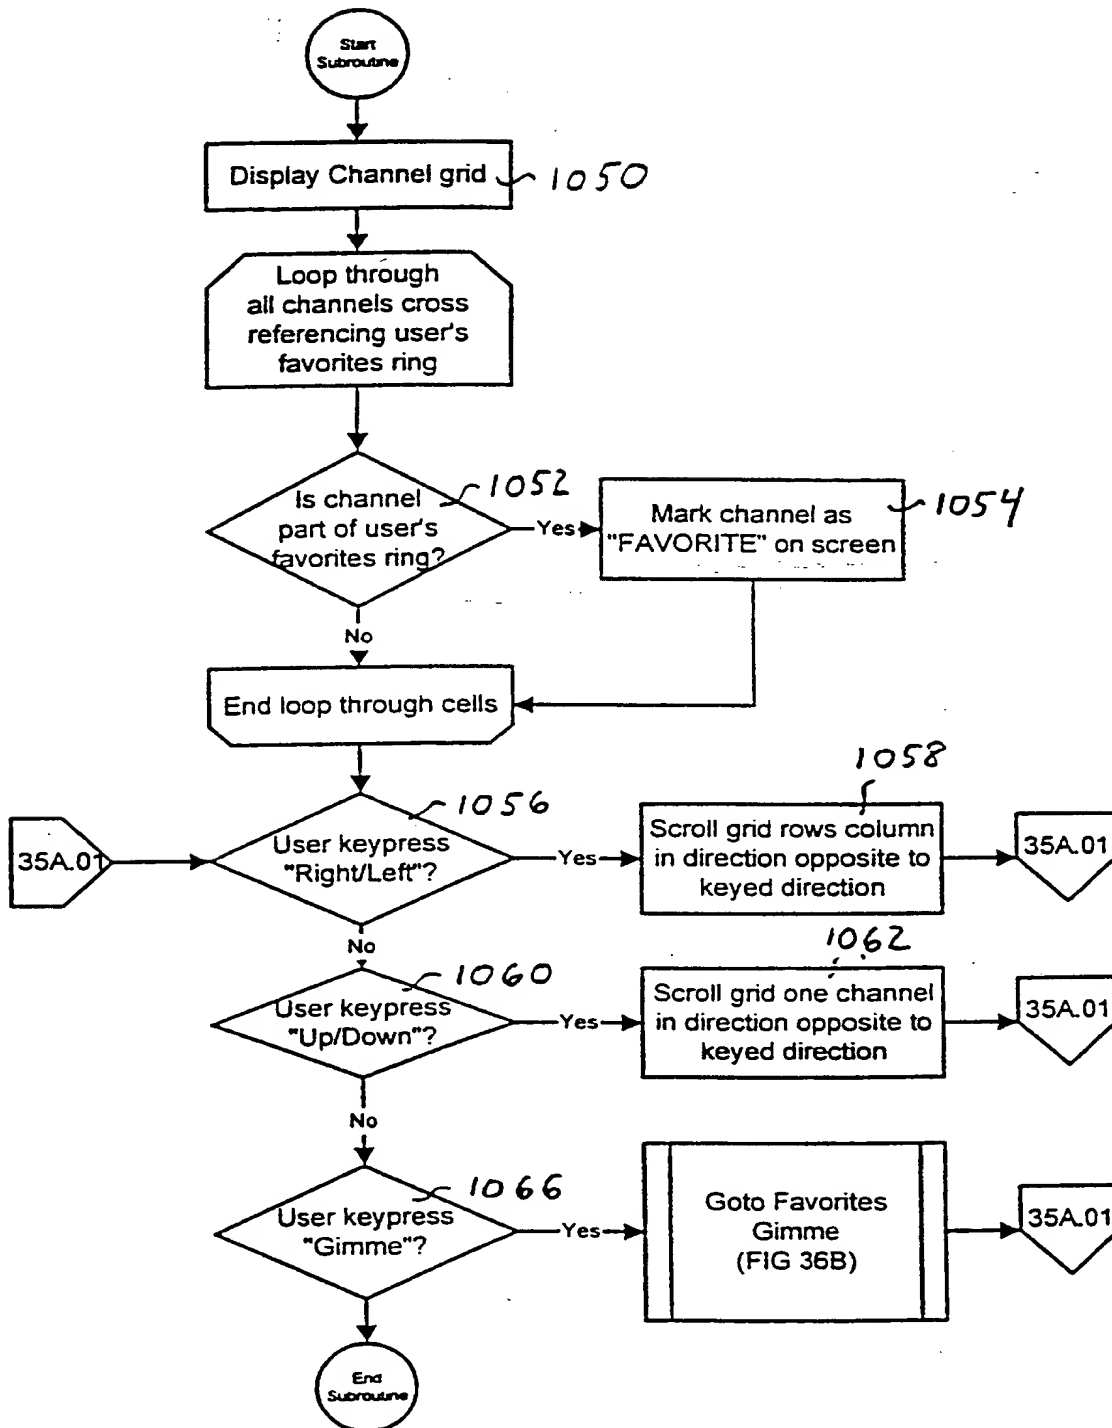 Start
Subroutine
Display Channel grid
1050
Loop through
all channels cross
referencing user's
favorites ring
Is channel
part of user's
favorites ring?
1052
Yes
Mark channel as
"FAVORITE" on screen
1054
No
End loop through cells
35A.01
User keypress
"Right/Left"?
1056
Yes
Scroll grid rows column
in direction opposite to
keyed direction
1058
35A.01
No
User keypress
"Up/Down"?
1060
Yes
Scroll grid one channel
in direction opposite to
keyed direction
1062
35A.01
No
User keypress
"Gimme"?
1066
Yes
Goto Favorites
Gimme
(FIG 36B)
35A.01
End
Subroutine